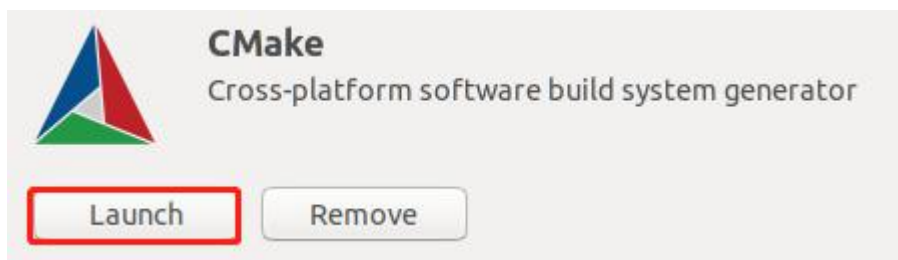 CMake
Cross-platform software build system generator
Launch Remove